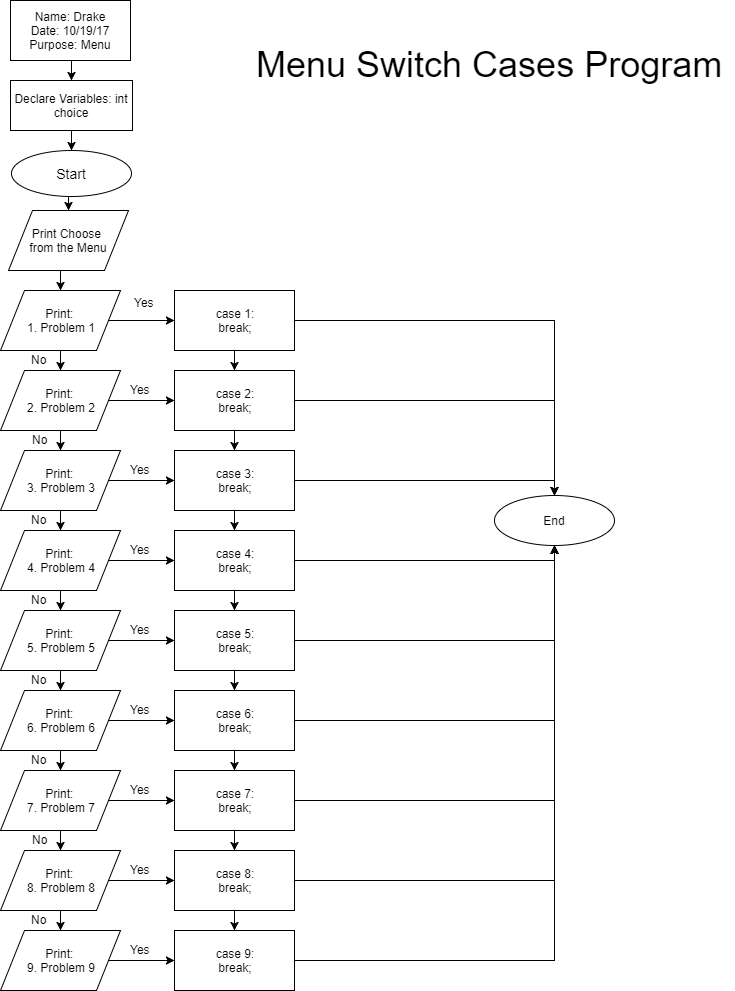 Name: Drake
Date: 10/19/17
Purpose: Menu
Menu Switch Cases Program
Declare Variables: int
choice
Start
Print Choose
from the Menu
Print:
1. Problem 1
Yes
case 1:
break;
No
Print:
2. Problem 2
Yes
case 2:
break;
No
Print:
3. Problem 3
Yes
case 3:
break;
End
No
Print:
4. Problem 4
Yes
case 4:
break;
No
Print:
5. Problem 5
Yes
case 5:
break;
No
Print:
6. Problem 6
Yes
case 6:
break;
No
Print:
7. Problem 7
Yes
case 7:
break;
No
Print:
8. Problem 8
Yes
case 8:
break;
No
Print:
9. Problem 9
Yes
case 9:
break;